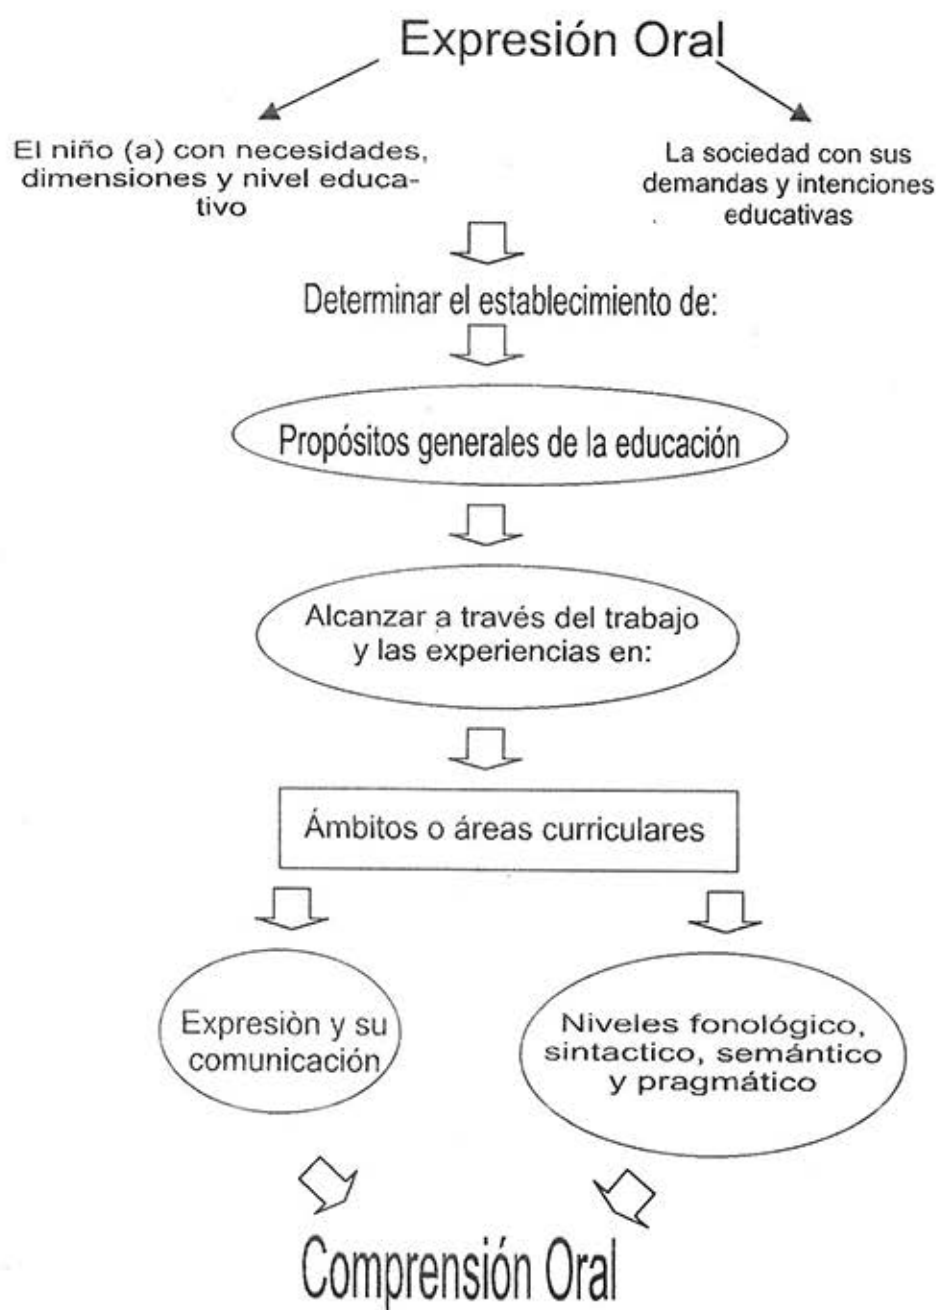 Expresión Oral
El niño (a) con necesidades,
dimensiones y nivel educa-
tivo
La sociedad con sus
demandas y intenciones
educativas
Determinar el establecimiento de:
Propósitos generales de la educación
Alcanzar a través del trabajo
y las experiencias en:
Ámbitos o áreas curriculares
Expresiòn y su
comunicación
Niveles fonológico,
sintactico, semántico
y pragmático
Comprensión Oral